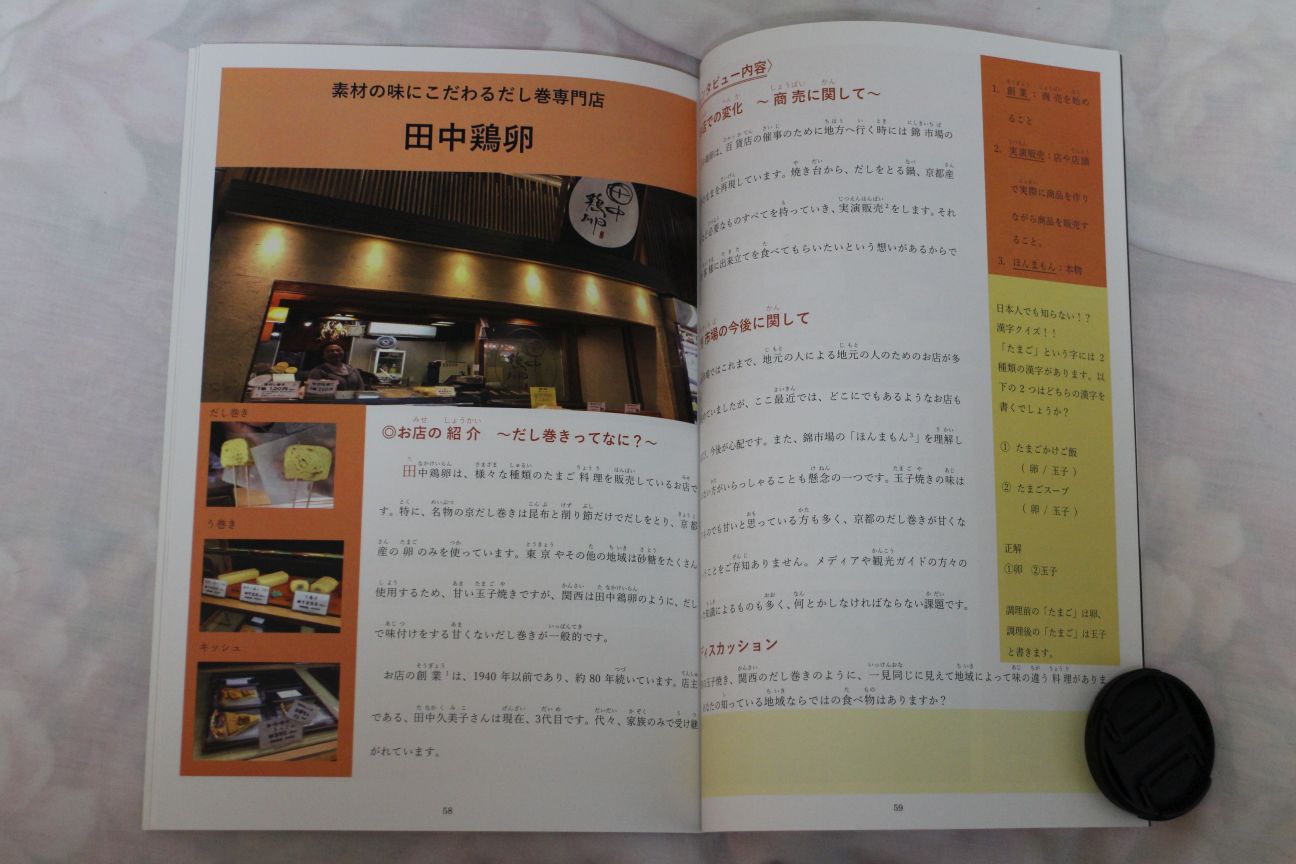 素材の味にこだわるだし巻専門店
田中鶏卵
田中
鶏卵
だし巻き
う巻き
キッシュ
◎お店の紹介 ～だし巻きってなに？～
田中鶏卵は、様々な種類のたまご料理を販売しているお店で
す。特に、名物の京だし巻きは昆布と削り節だけでだしをとり、京都
産の卵のみを使っています。東京やその他の地域は砂糖をたくさん
使用するため、甘い玉子焼きですが、関西は田中鶏卵のように、だし
で味付けをする甘くないだし巻きが一般的です。
お店の創業¹は、1940年以前であり、約80年続いています。店主
である、田中久美子さんは現在、3代目です。代々、家族のみで受け継
がれています。
58
タビュー内容〉
での変化 ～商売に関して～
鶏卵は、百貨店の催事のために地方へ行く時には錦市場の
を再現しています。焼き台から、だしをとる鍋、京都産
必要なものすべてを持っていき、実演販売²をします。それ
に出来立てを食べてもらいたいという想いがあるからで
市場の今後に関して
ではこれまで、地元の人による地元の人のためのお店が多
いましたが、ここ最近では、どこにでもあるようなお店も
、今後が心配です。また、錦市場の「ほんまもん³」を理解し
ない方がいらっしゃることも懸念の一つです。玉子焼きの味は
ものでも甘いと思っている方も多く、京都のだし巻きが甘くな
ことをご存知ありません。メディアや観光ガイドの方々の
知識によるものも多く、何とかしなければならない課題です。
ディスカッション
の玉子焼き、関西のだし巻きのように、一見同じに見えて地域によって味の違う料理がありま
あなたの知っている地域ならではの食べ物はありますか？
1. 創業：商売を始め
ること
2. 実演販売：店や店舗
で実際に商品を作り
ながら商品を販売す
ること。
3. ほんまもん：本物
日本人でも知らない！？
漢字クイズ！！
「たまご」という字には2
種類の漢字があります。以
下の2つはどちらの漢字を
書くでしょうか？
① たまごかけご飯
（ 卵 / 玉子 ）
② たまごスープ
（ 卵 / 玉子 ）
正解
①卵 ②玉子
調理前の「たまご」は卵、
調理後の「たまご」は玉子
と書きます。
59